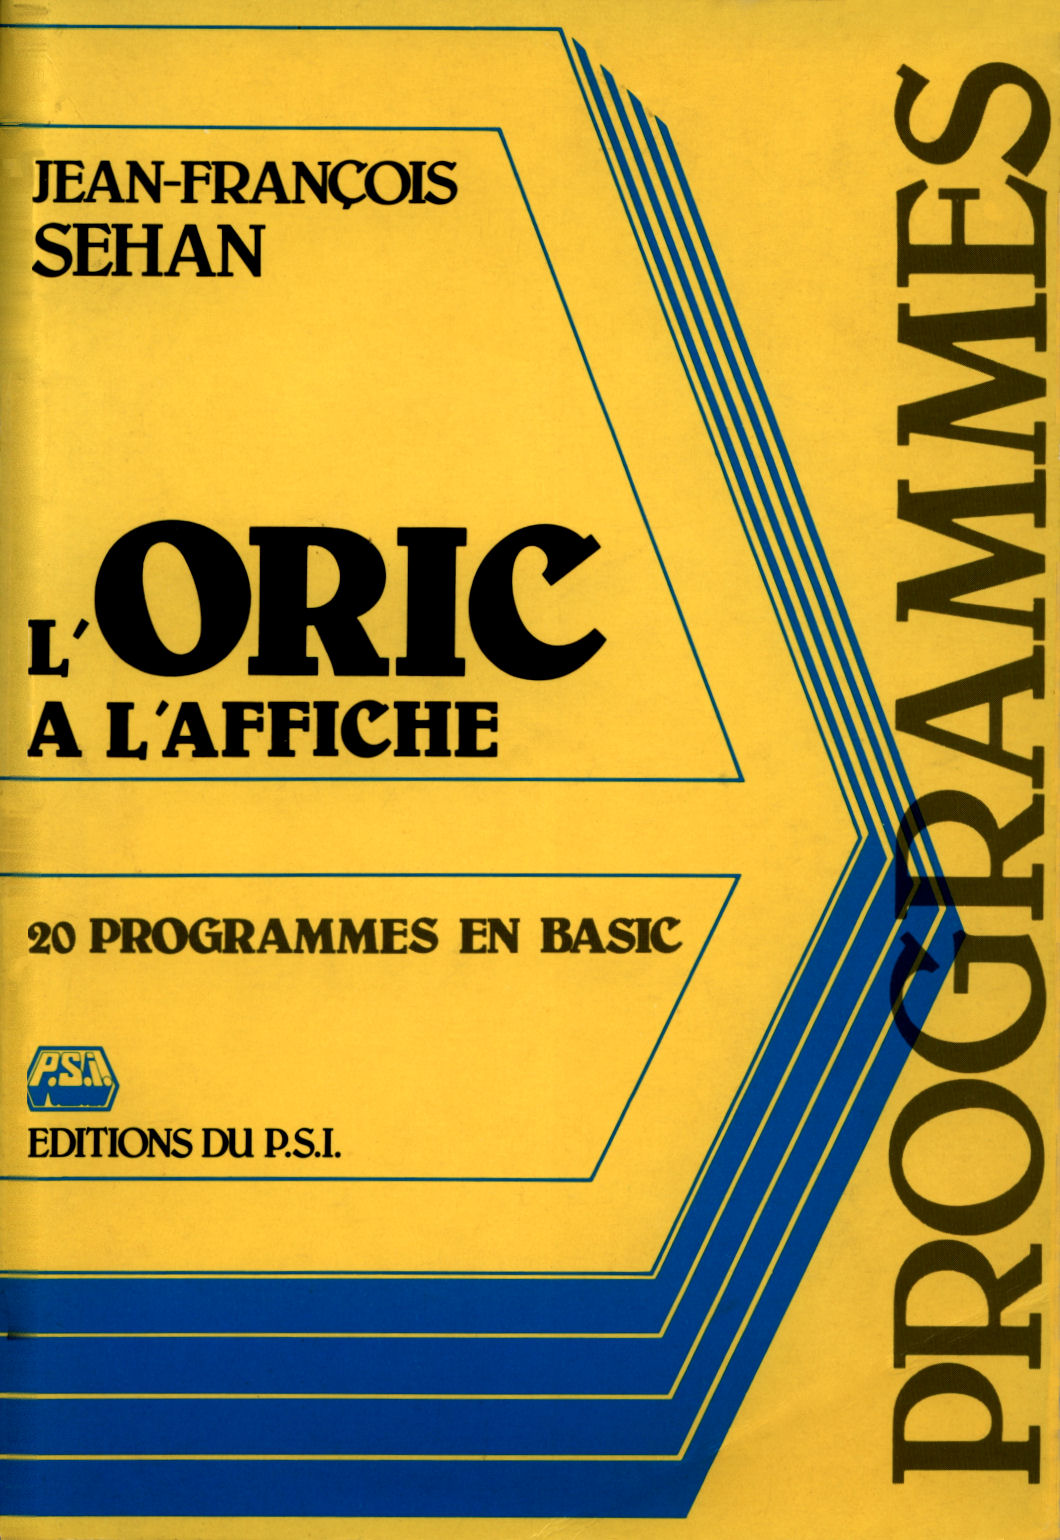 JEAN-FRANÇOIS
SEHAN
L'ORIC
A L'AFFICHE
20 PROGRAMMES EN BASIC
P.S.I.
EDITIONS DU P.S.I.
PROGRAMMES